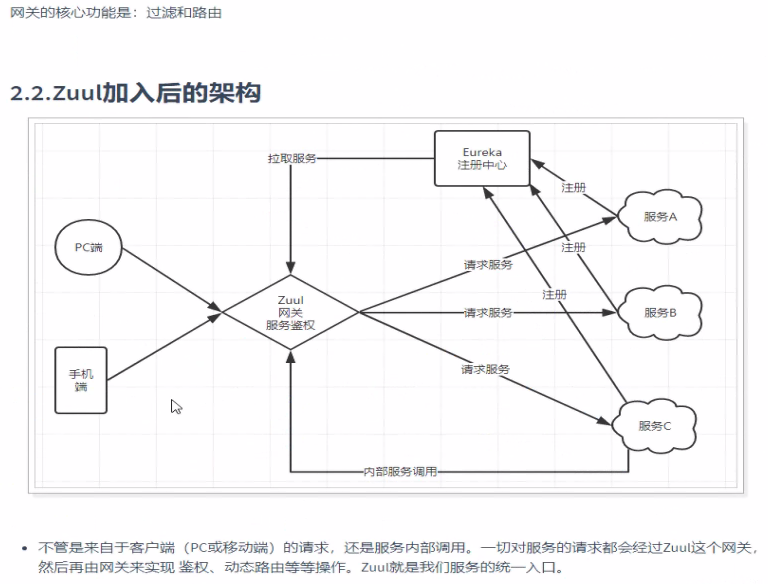 网关的核心功能是：过滤和路由
2.2.Zuul加入后的架构
拉取服务
Eureka
注册中心
注册
服务A
PC端
请求服务
注册
Zuul
网关
服务鉴权
注册
请求服务
服务B
手机
端
请求服务
服务C
内部服务调用
不管是来自于客户端（PC或移动端）的请求，还是服务内部调用。一切对服务的请求都会经过Zuul这个网关，
然后再由网关来实现 鉴权、动态路由等等操作。Zuul就是我们服务的统一入口。